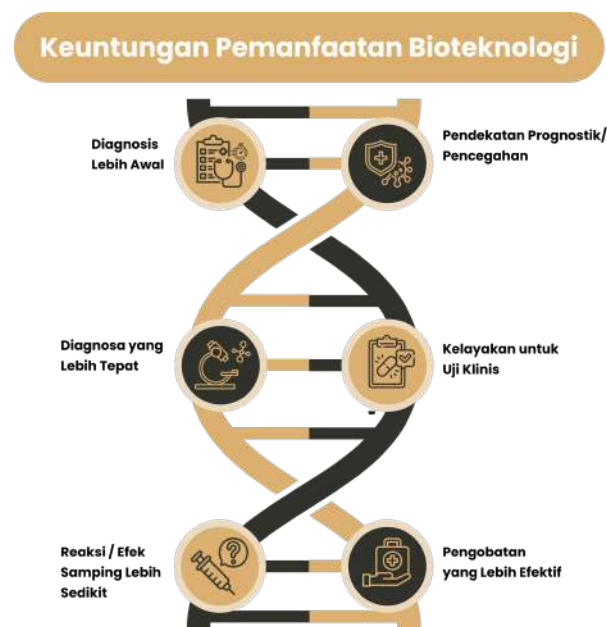 Keuntungan Pemanfaatan Bioteknologi
Diagnosis
Lebih Awal
Pendekatan Prognostik/
Pencegahan
Diagnosa yang
Lebih Tepat
Kelayakan untuk
Uji Klinis
Reaksi / Efek
Samping Lebih
Sedikit
Pengobatan
yang Lebih Efektif